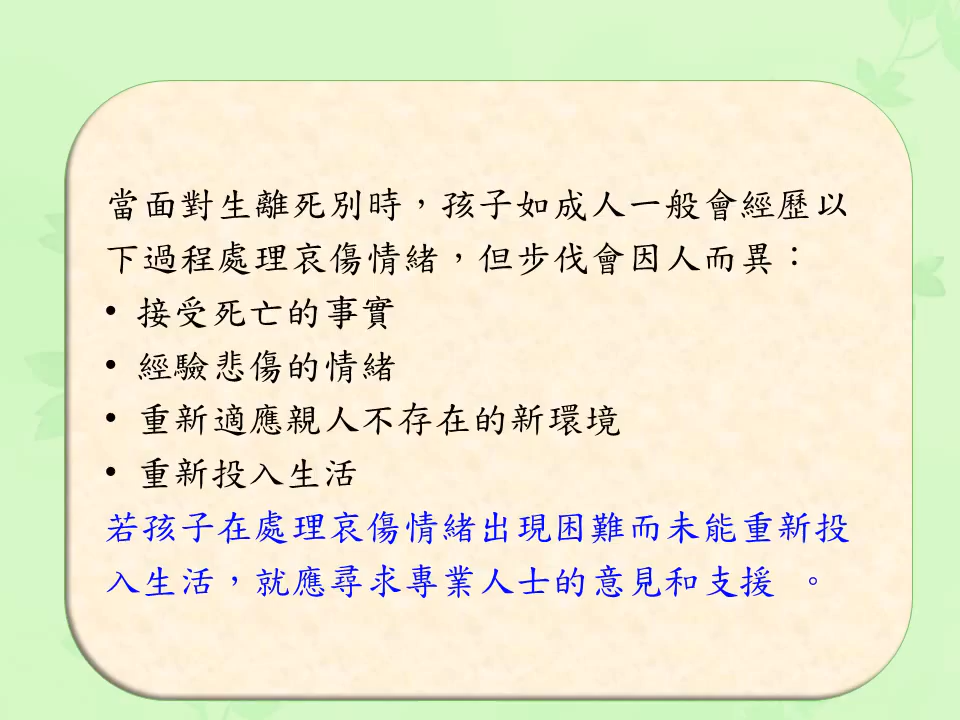 當面對生離死別時，孩子如成人一般會經歷以
下過程處理哀傷情緒，但步伐會因人而異：
• 接受死亡的事實
• 經驗悲傷的情緒
• 重新適應親人不存在的新環境
• 重新投入生活
若孩子在處理哀傷情緒出現困難而未能重新投
入生活，就應尋求專業人士的意見和支援 。